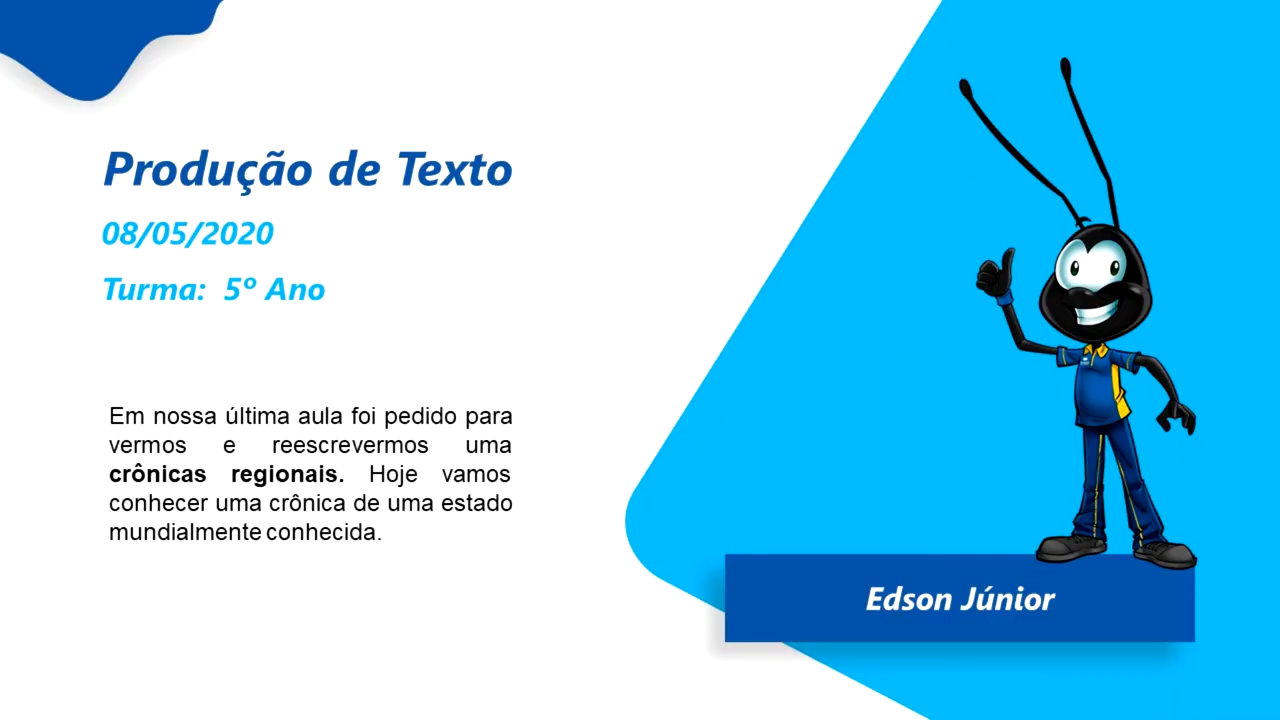 Produção de Texto
08/05/2020
Turma: 5º Ano
Em nossa última aula foi pedido para
vermos e reescrevermos uma
crônicas regionais. Hoje vamos
conhecer uma crônica de uma estado
mundialmente conhecida.
Edson Júnior